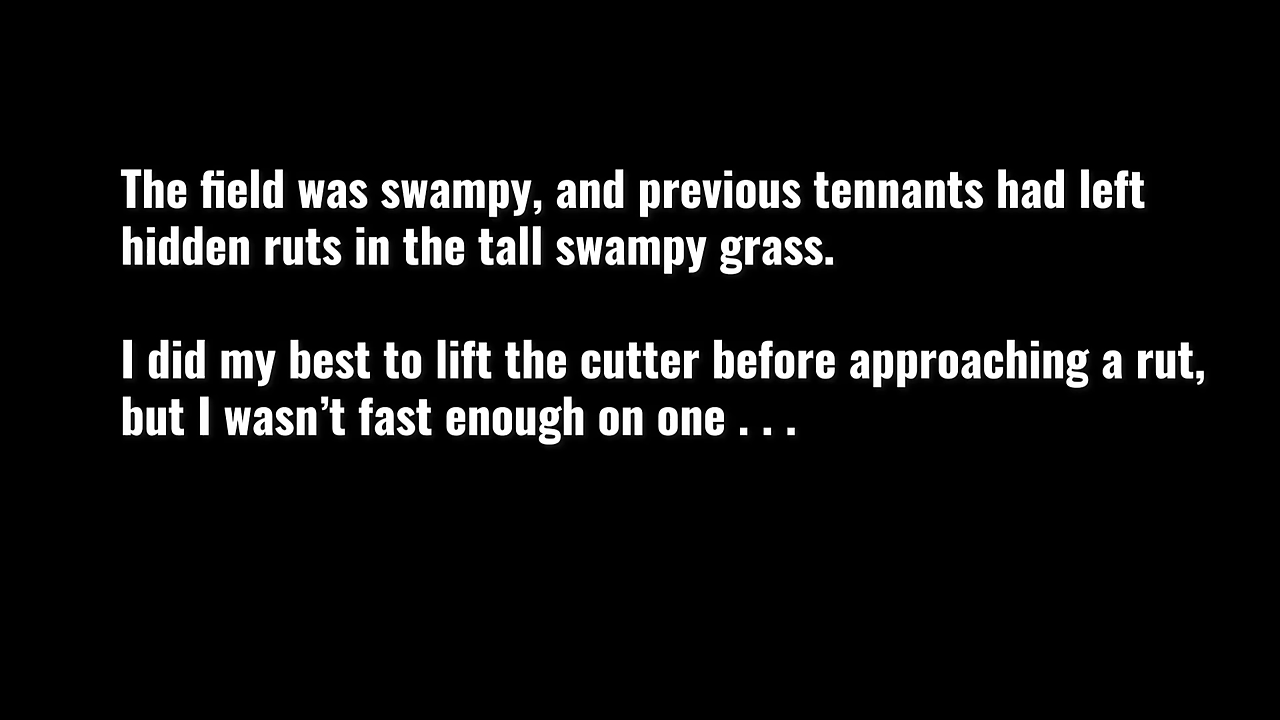 The field was swampy, and previous tennants had left
hidden ruts in the tall swampy grass.
I did my best to lift the cutter before approaching a rut,
but I wasn’t fast enough on one . . .